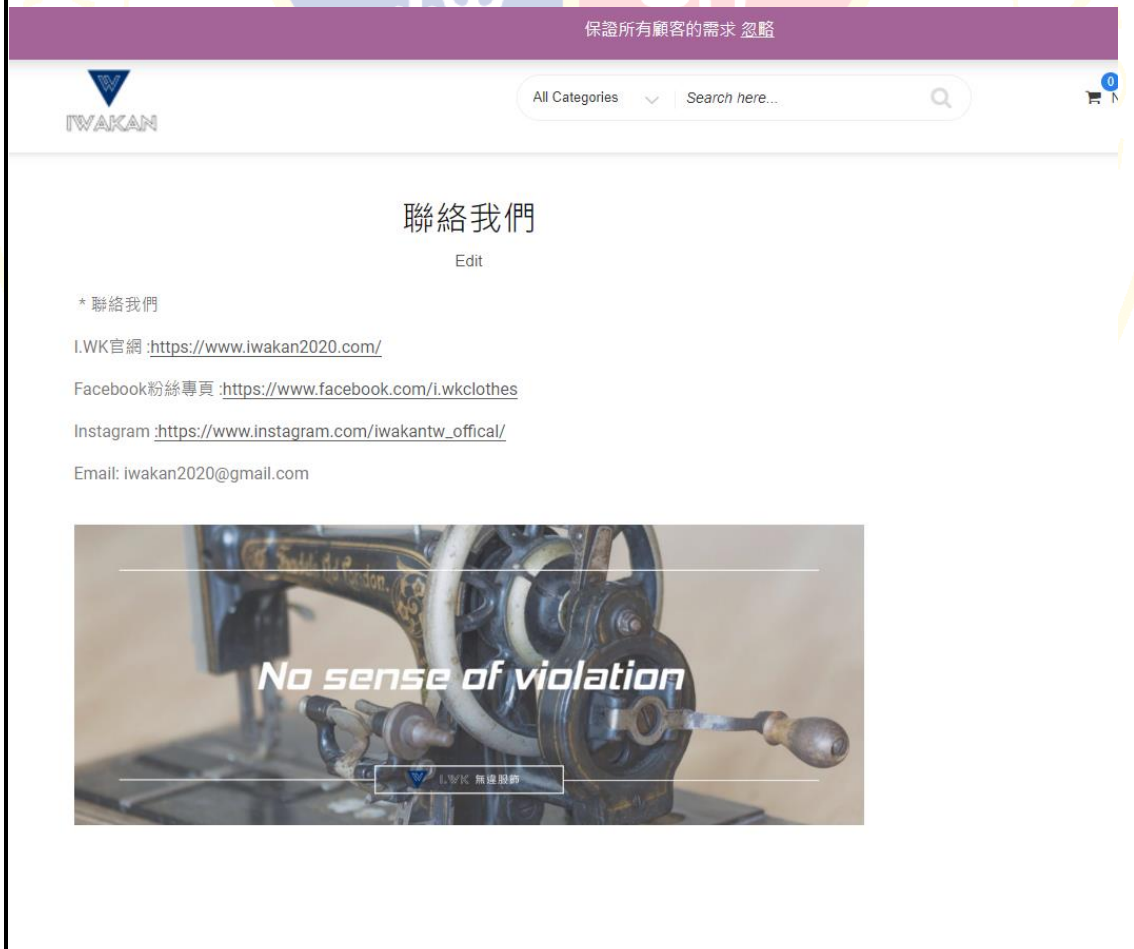 保證所有顧客的需求 忽略
IWAKAN
All Categories
Search here...
0
聯絡我們
Edit
* 聯絡我們
I.WK官網 :https://www.iwakan2020.com/
Facebook粉絲專頁 :https://www.facebook.com/i.wkclothes
Instagram :https://www.instagram.com/iwakantw_offical/
Email: iwakan2020@gmail.com
No sense of violation
I.WK 無違服飾